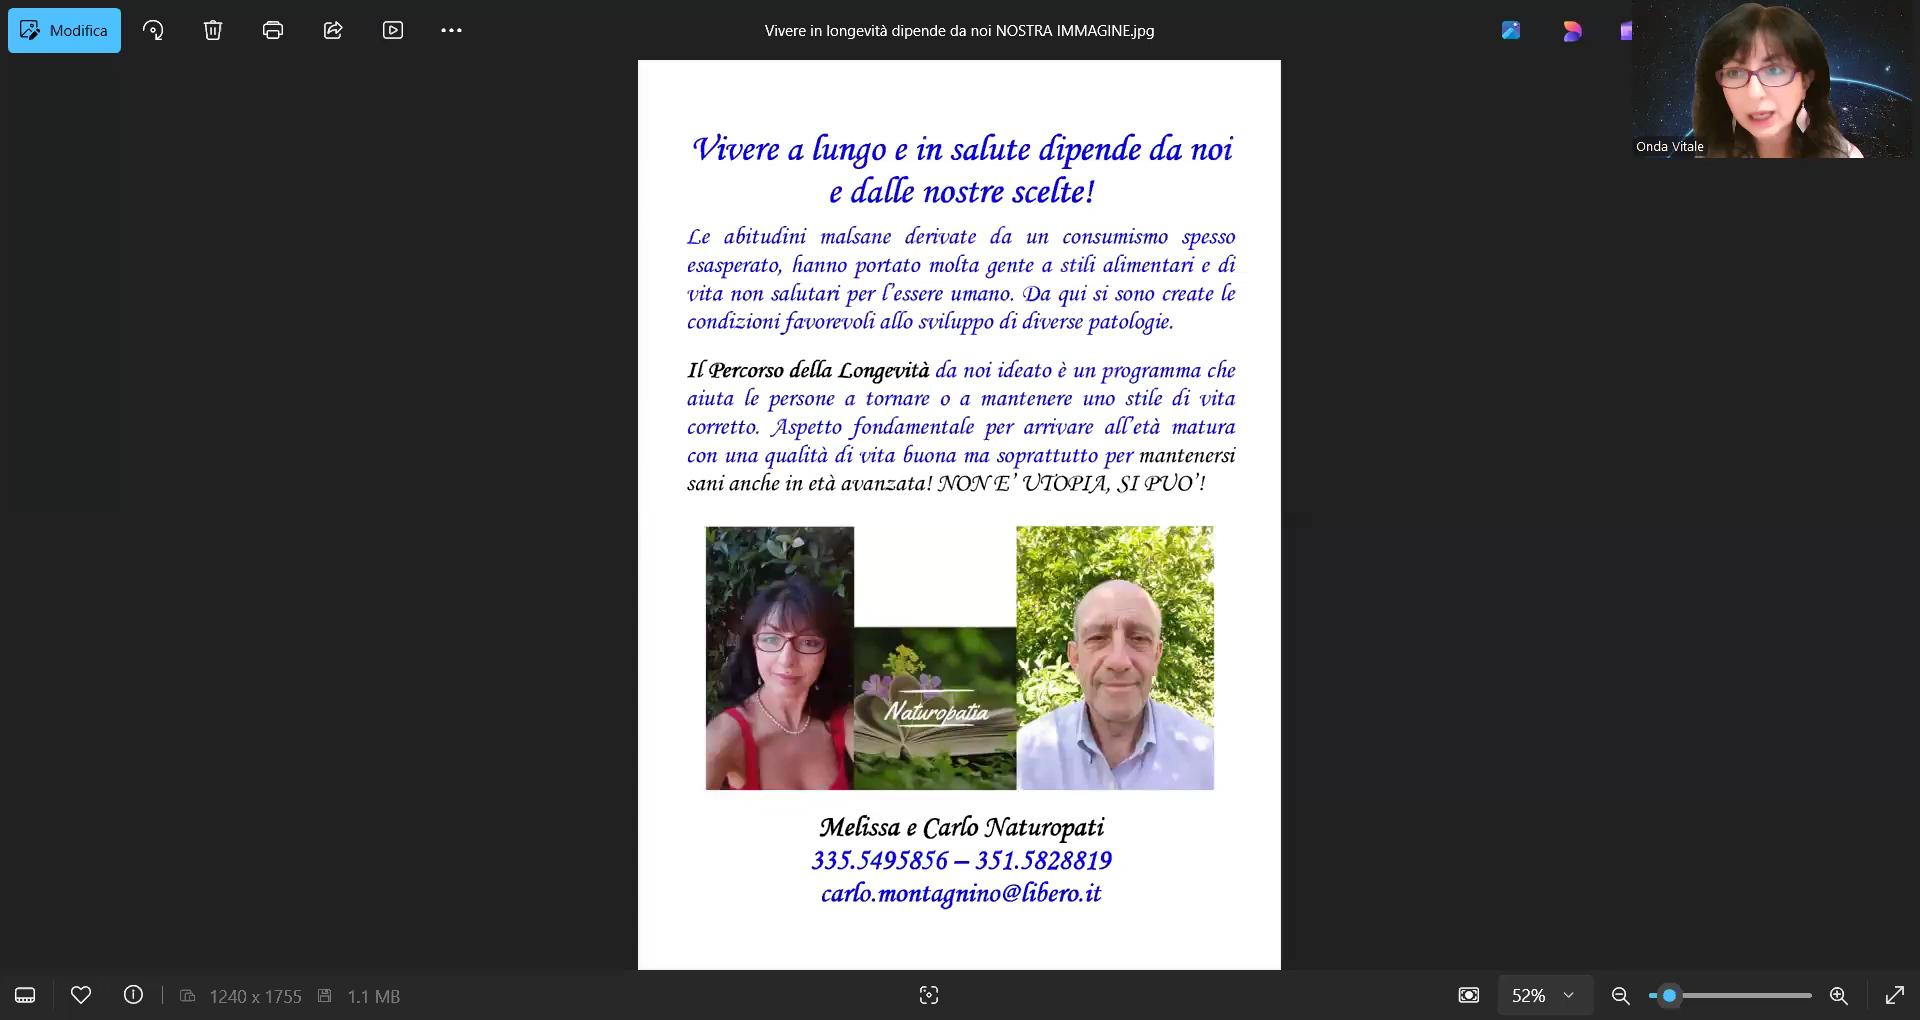 Modifica
Vivere in longevità dipende da noi NOSTRA IMMAGINE.jpg
Onda Vitale
Vivere a lungo e in salute dipende da noi
e dalle nostre scelte!
Le abitudini malsane derivate da un consumismo spesso
esasperato, hanno portato molta gente a stili alimentari e di
vita non salutari per l'essere umano. Da qui si sono create le
condizioni favorevoli allo sviluppo di diverse patologie.
Il Percorso della Longevità da noi ideato è un programma che
aiuta le persone a tornare o a mantenere uno stile di vita
corretto. Aspetto fondamentale per arrivare all'età matura
con una qualità di vita buona ma soprattutto per mantenersi
sani anche in età avanzata! NON E' UTOPIA, SI PUO'!
Naturopatia
Melissa e Carlo Naturopati
335.5495856 – 351.5828819
carlo.montagnino@libero.it
1240 x 1755
1.1 MB
52%